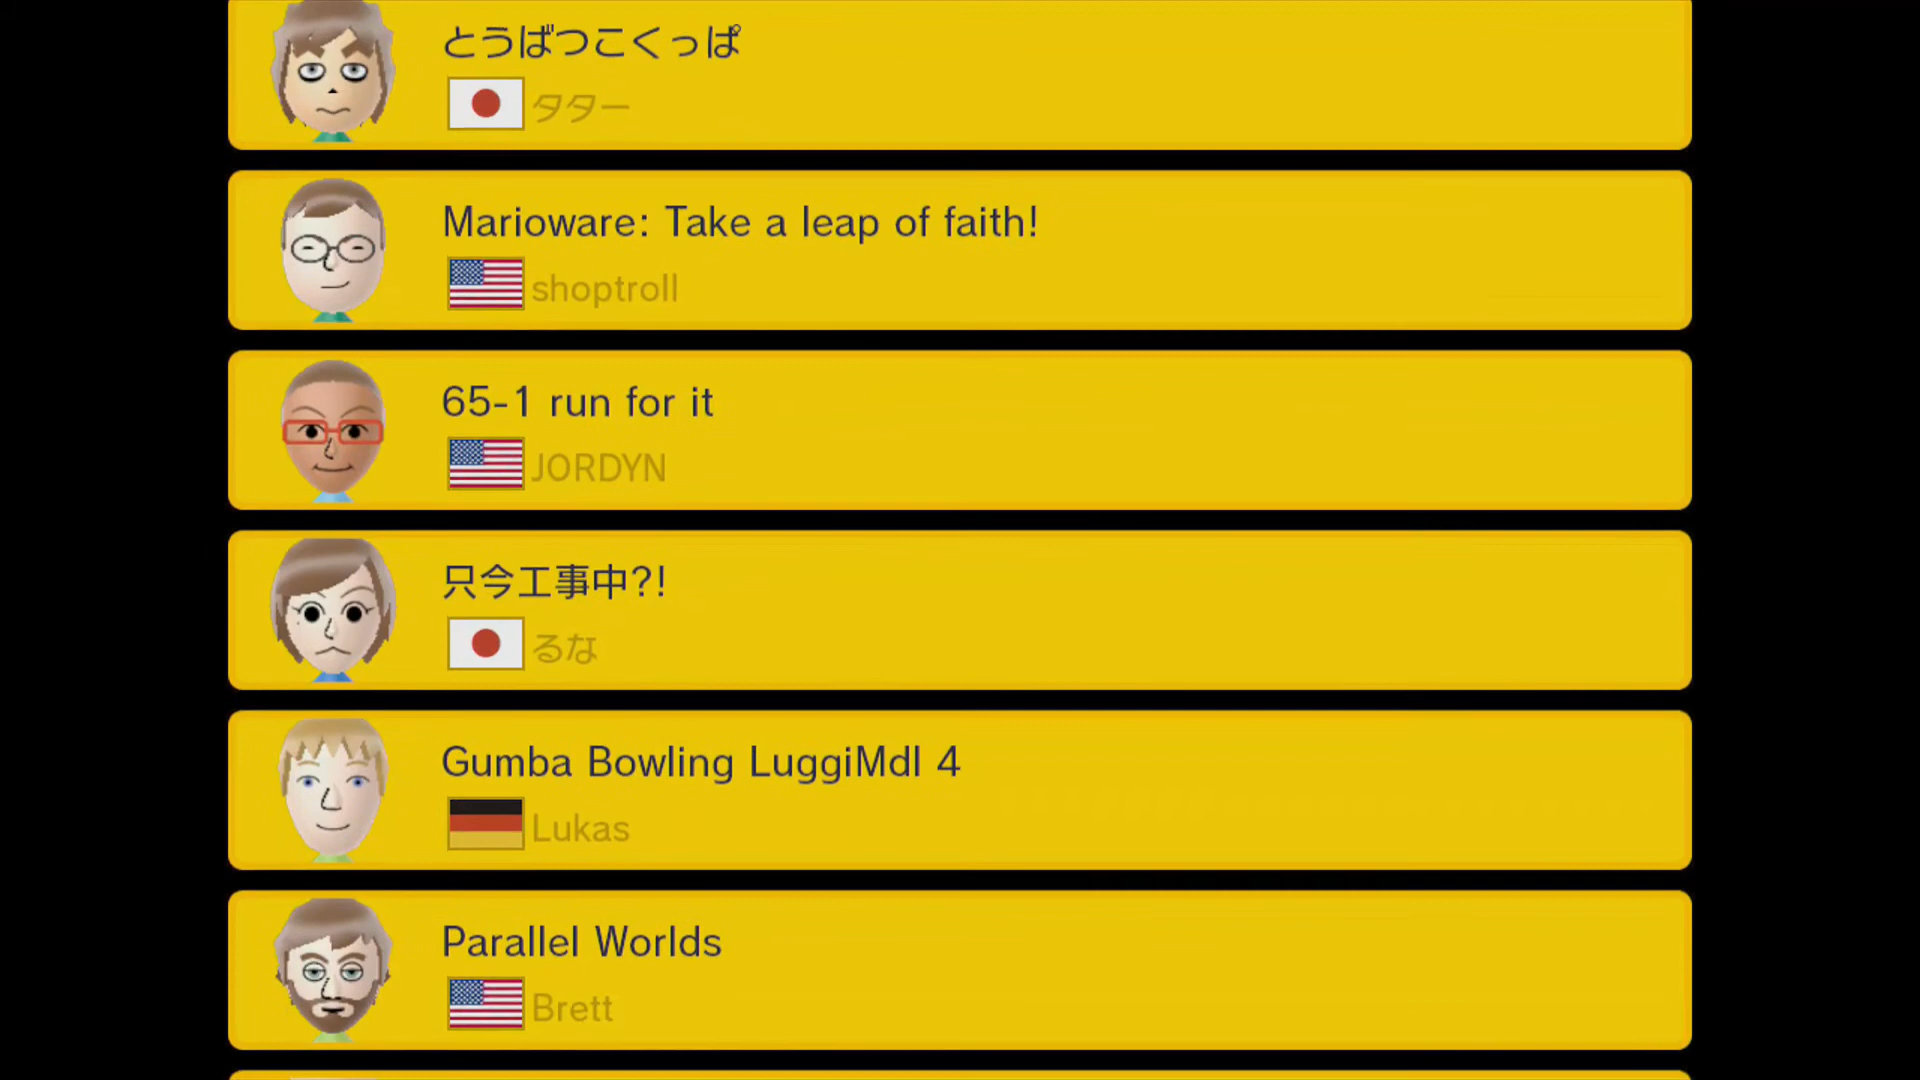 とうばつこくっぱ
タター
Marioware: Take a leap of faith!
shoptroll
65-1 run for it
JORDYN
只今工事中?!
るな
Gumba Bowling LuggiMdl 4
Lukas
Parallel Worlds
Brett